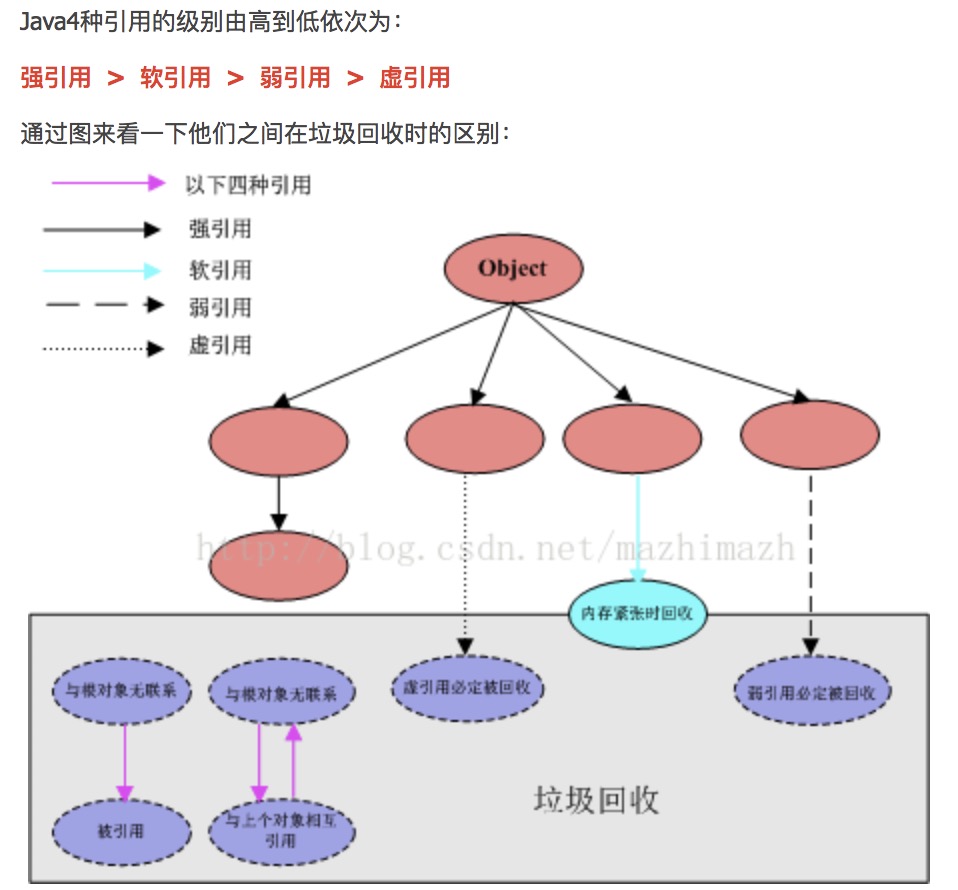 Java4种引用的级别由高到低依次为：
强引用 > 软引用 > 弱引用 > 虚引用
通过图来看一下他们之间在垃圾回收时的区别：
以下四种引用
强引用
软引用
弱引用
虚引用
Object
http://blog.csdn.net/mazhimazh
内存紧张时回收
与根对象无联系
与根对象无联系
虚引用必定被回收
弱引用必定被回收
垃圾回收
被引用
与上个对象相互
引用